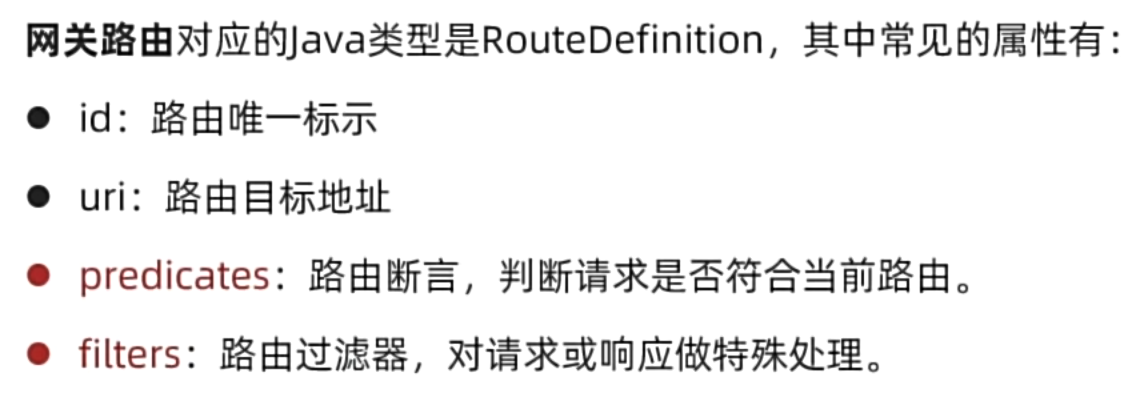 网关路由对应的Java类型是RouteDefinition，其中常见的属性有：
● id：路由唯一标示
● uri：路由目标地址
● predicates：路由断言，判断请求是否符合当前路由。
● filters：路由过滤器，对请求或响应做特殊处理。